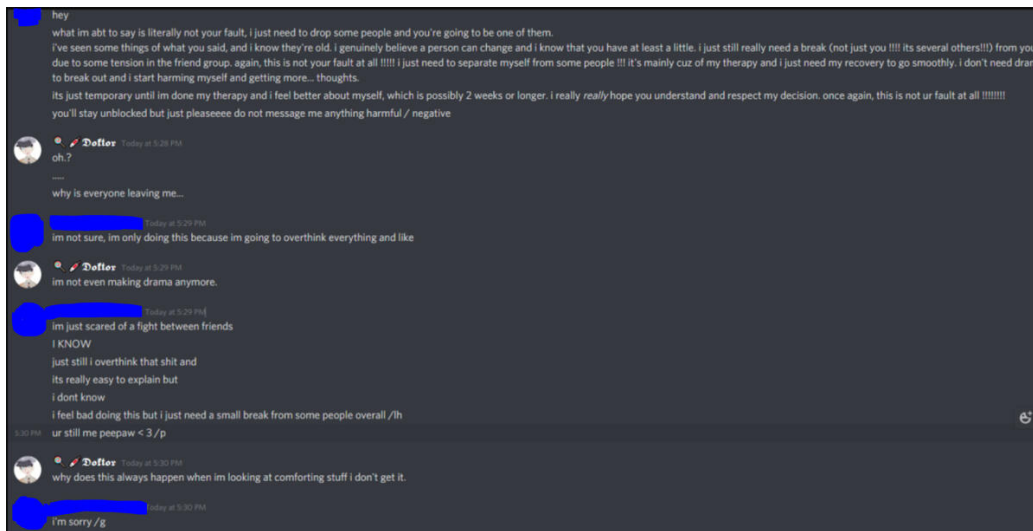 hey
what im abt to drop is literally not your fault, i just need to drop some people and you're going to be one of them.
i've seen some things of what you said, and i know they're old. i genuinely believe a person can change and i know that you have at least a little. i just still really need a break (not just you !!!! its several others!!!) from you
due to some tension in the friend group. again, this is not your fault at all !!!!! i just need to separate myself from some people !!! it's mainly cuz of my therapy and i just need my recovery to go smoothly. i don't need dram
to break out and i start harming myself and getting more... thoughts.
its just temporary until im done my therapy and i feel better about myself, which is possibly 2 weeks or longer. i really really hope you understand and respect my decision. once again, this is not ur fault at all !!!!!!!!
you'll stay unblocked but just pleaseeee do not message me anything harmful / negative
𝕯𝖔𝖐𝖙𝖔𝖗 Today at 5:28 PM
oh.?
.....
why is everyone leaving me...
Today at 5:29 PM
im not sure, im only doing this because im going to overthink everything and like
𝕯𝖔𝖐𝖙𝖔𝖗 Today at 5:29 PM
im not even making drama anymore.
Today at 5:29 PM
im just scared of a fight between friends
I KNOW
just still i overthink that shit and
its really easy to explain but
i dont know
i feel bad doing this but i just need a small break from some people overall /lh
5:30 PM ur still me peepaw < 3 /p
𝕯𝖔𝖐𝖙𝖔𝖗 Today at 5:30 PM
why does this always happen when im looking at comforting stuff i don't get it.
Today at 5:30 PM
i'm sorry /g